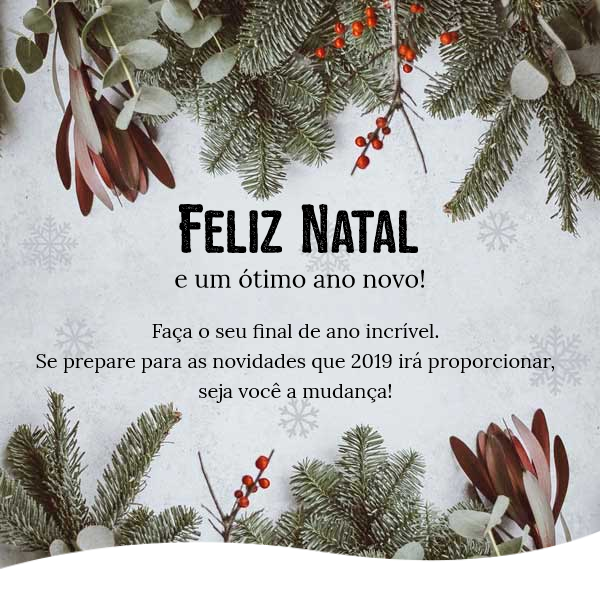 Feliz Natal
e um ótimo ano novo!
Faça o seu final de ano incrível.
Se prepare para as novidades que 2019 irá proporcionar,
seja você a mudança!